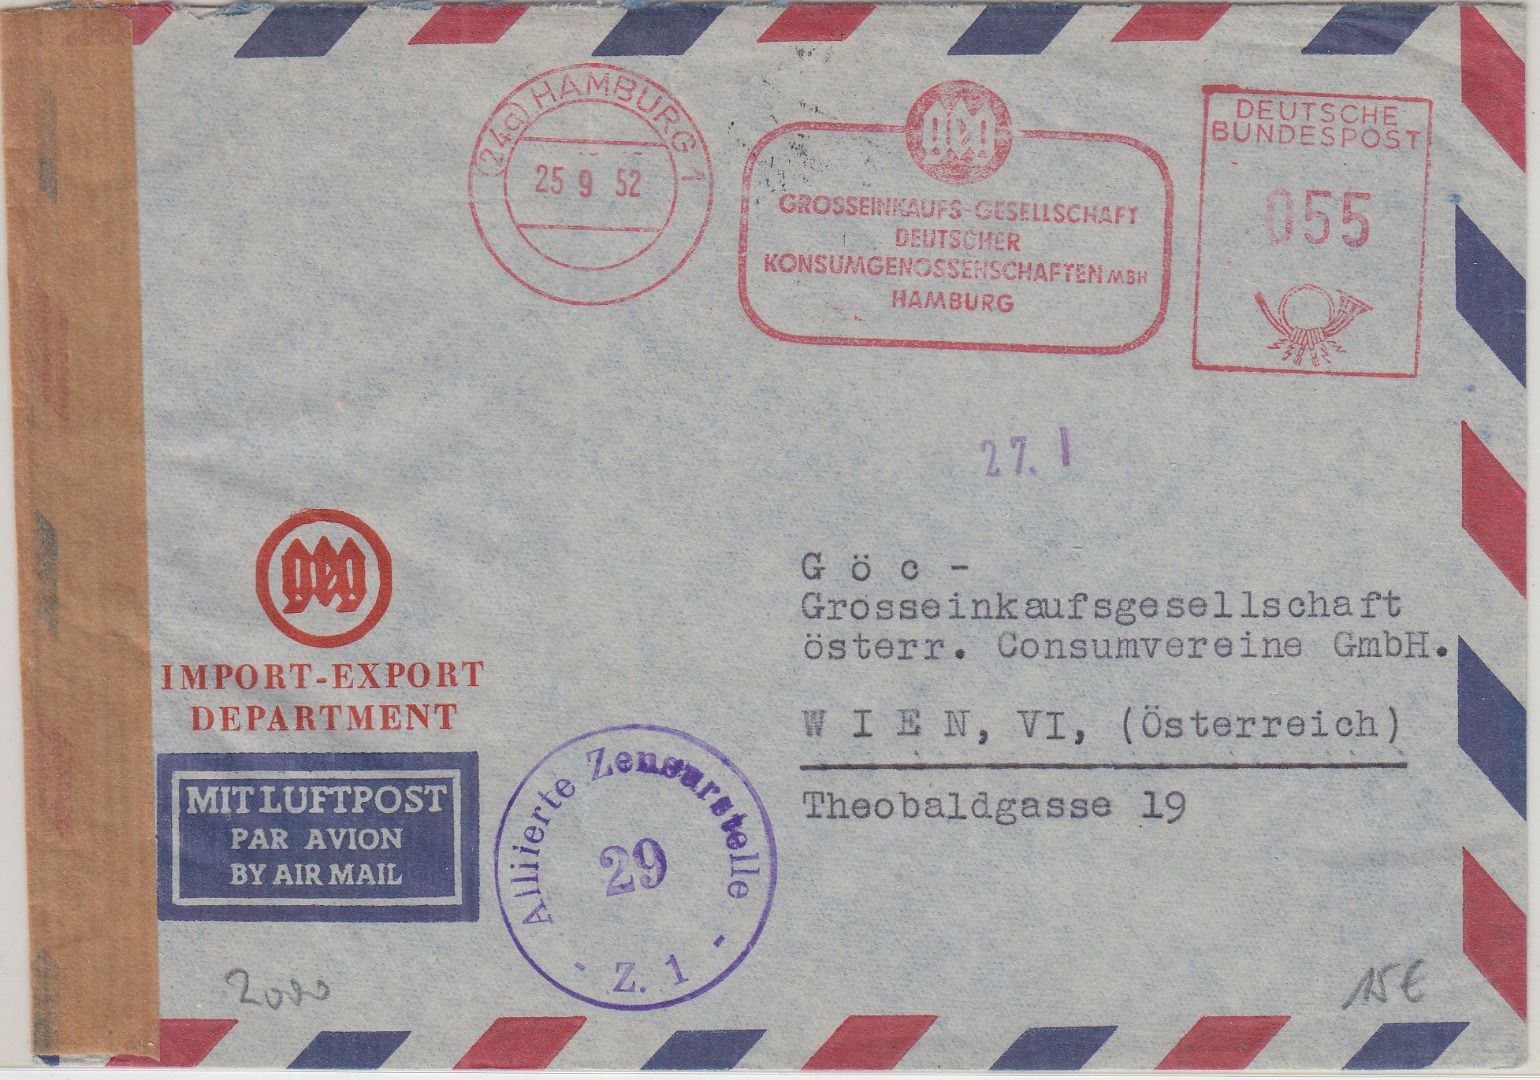 (24a) HAMBURG 1
25 9 52
geg
GROSSEINKAUFS-GESELLSCHAFT
DEUTSCHER
KONSUMGENOSSENSCHAFTEN MBH
HAMBURG
DEUTSCHE
BUNDESPOST
055
27. I
G ö c -
Grosseinkaufsgesellschaft
österr. Consumvereine GmbH.
W I E N, VI, (Österreich)
Theobaldgasse 19
geg
IMPORT-EXPORT
DEPARTMENT
MIT LUFTPOST
PAR AVION
BY AIR MAIL
Alliierte Zensurstelle
29
- Z. 1 -
2000
15€